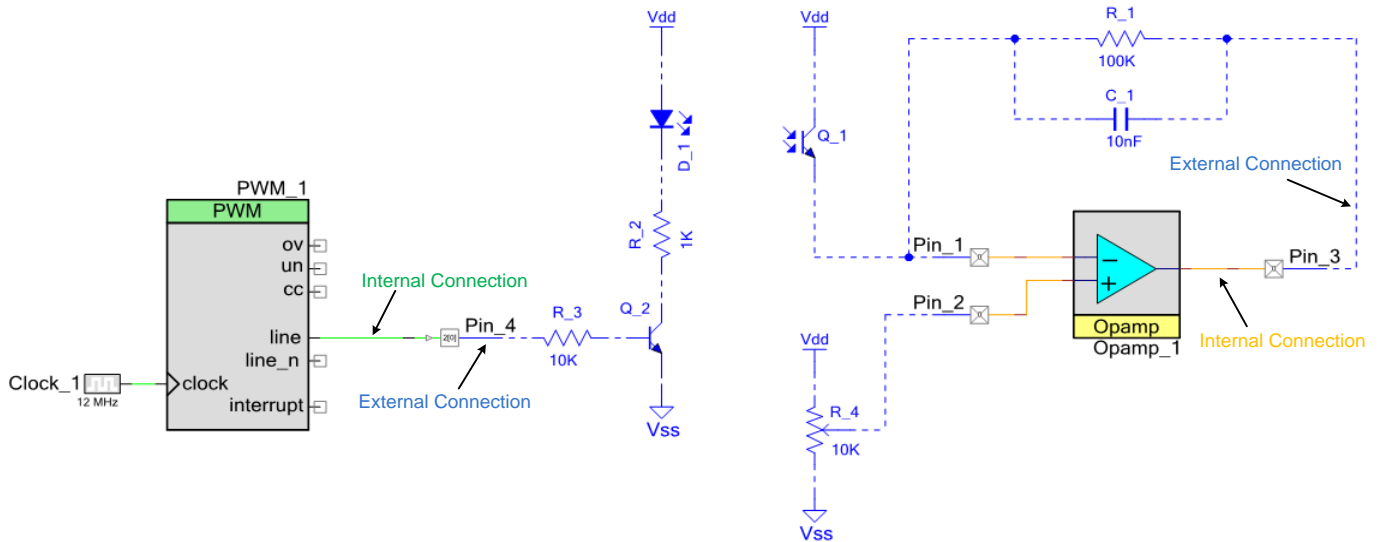 Vdd
D_1
R_2
1K
PWM_1
PWM
ov
un
cc
line
line_n
clock
interrupt
Clock_1
12 MHz
Internal Connection
2[0]
Pin_4
External Connection
R_3
10K
Q_2
Vss
Vdd
Q_1
R_1
100K
C_1
10nF
External Connection
Pin_1
Pin_2
−
+
Opamp
Opamp_1
Pin_3
Internal Connection
Vdd
R_4
10K
Vss